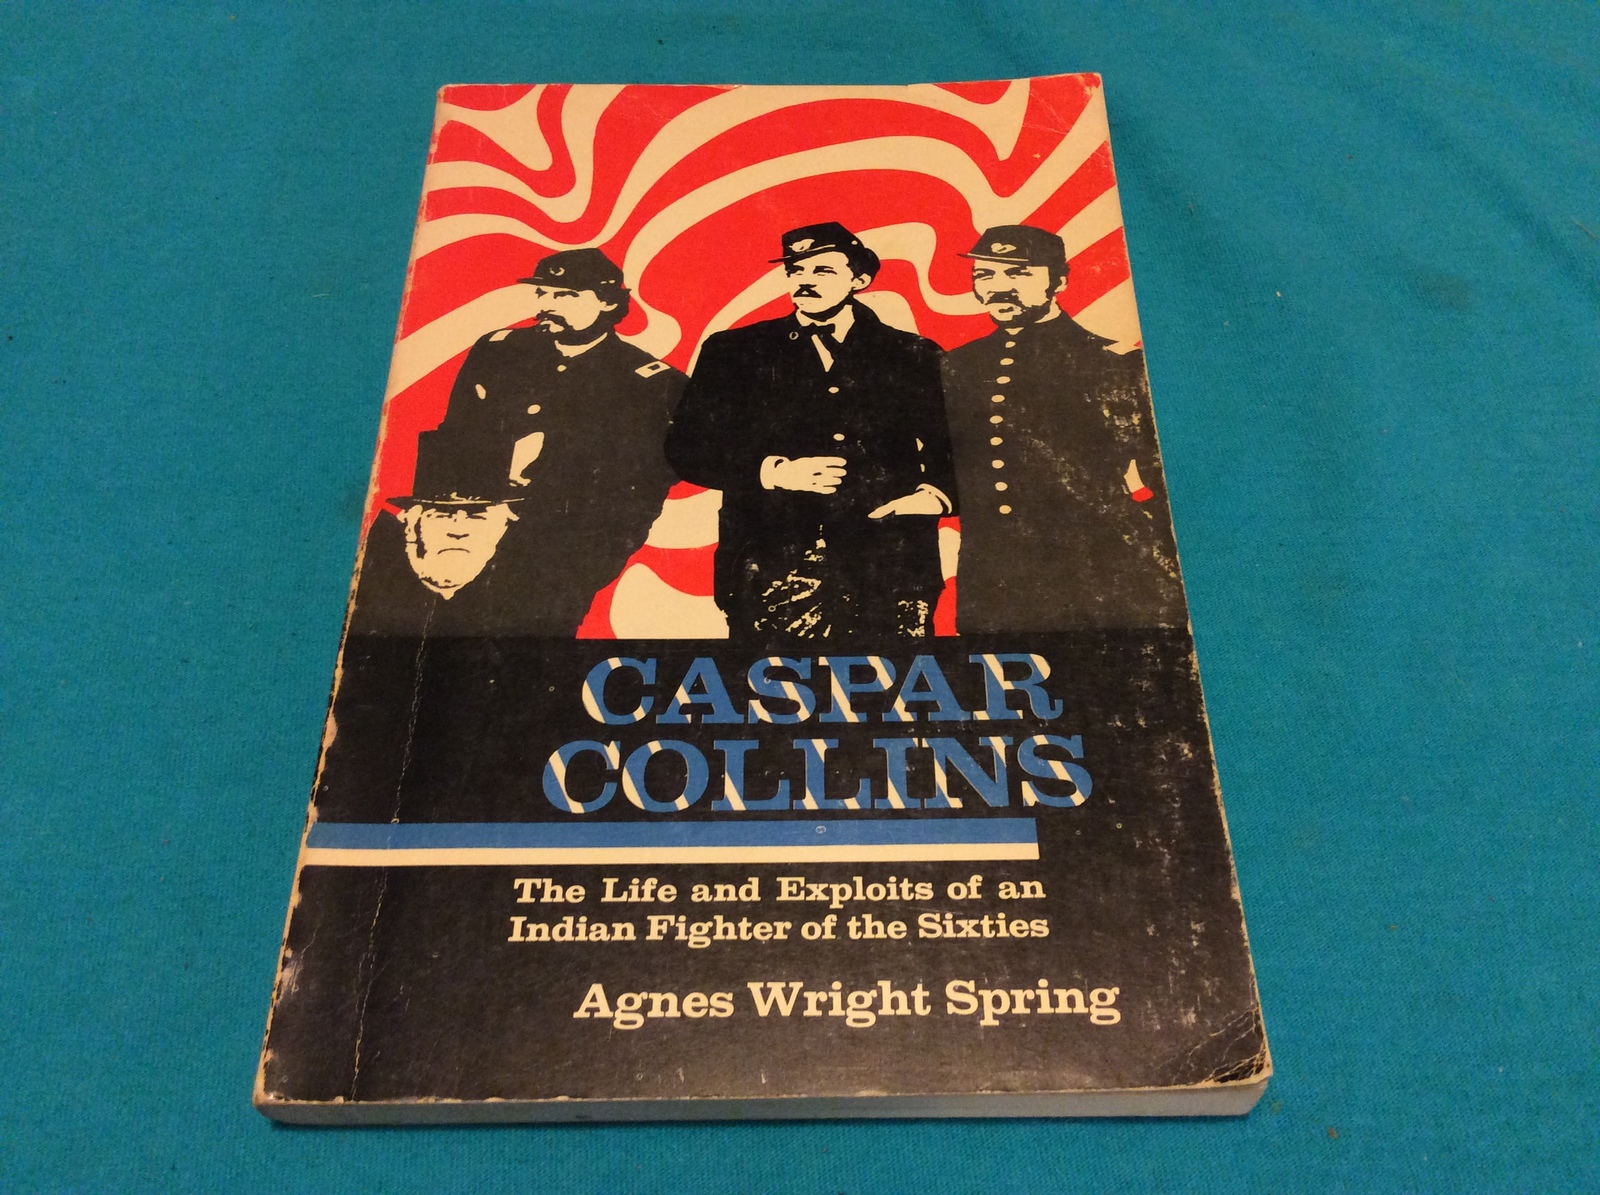 CASPAR
COLLINS
The Life and Exploits of an
Indian Fighter of the Sixties
Agnes Wright Spring